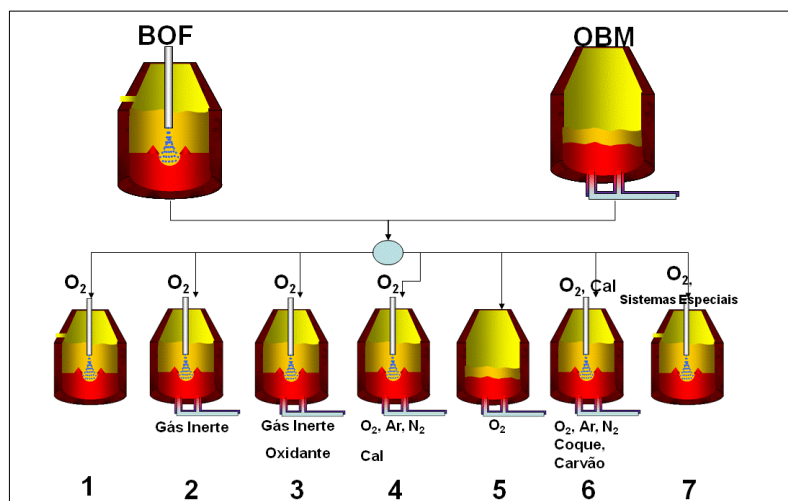 BOF
OBM
O₂
O₂
O₂
O₂
O₂, Cal
O₂,
Sistemas Especiais
Gás Inerte
Gás Inerte
Oxidante
O₂, Ar, N₂
Cal
O₂
O₂, Ar, N₂
Coque,
Carvão
1 2 3 4 5 6 7